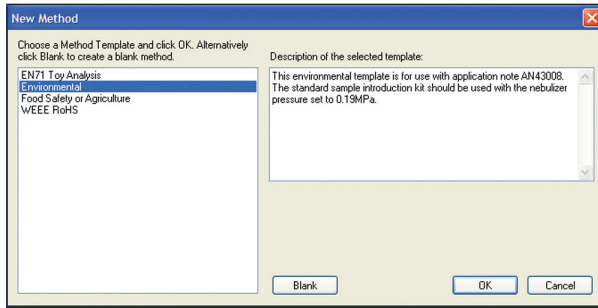 New Method
Choose a Method Template and click OK. Alternatively
click Blank to create a blank method.
EN71 Toy Analysis
Environmental
Food Safety or Agriculture
WEEE RoHS
Description of the selected template:
This environmental template is for use with application note AN43008.
The standard sample introduction kit should be used with the nebulizer
pressure set to 0.19MPa.
Blank
OK
Cancel